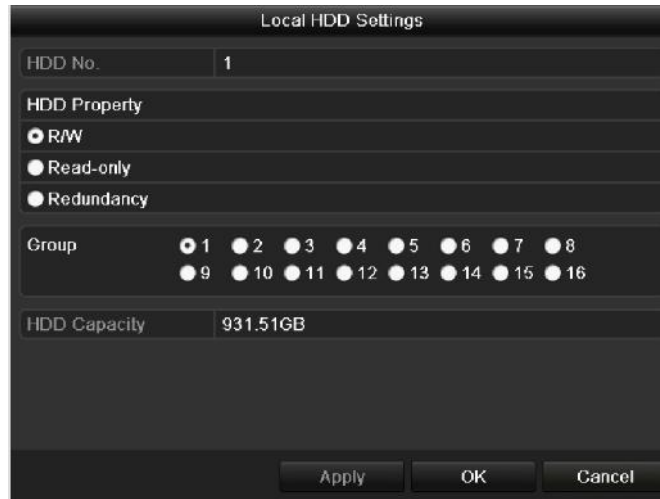 Local HDD Settings
HDD No. 1
HDD Property
R/W
Read-only
Redundancy
Group 1 2 3 4 5 6 7 8
9 10 11 12 13 14 15 16
HDD Capacity 931.51GB
Apply OK Cancel